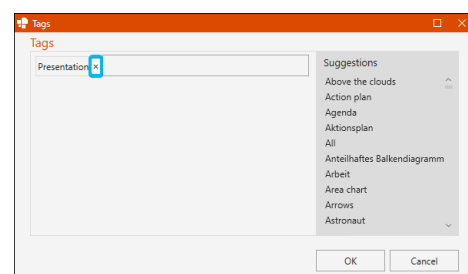 Tags
Tags
Presentation ×
Suggestions
Above the clouds
Action plan
Agenda
Aktionsplan
All
Anteilhaftes Balkendiagramm
Arbeit
Area chart
Arrows
Astronaut
OK
Cancel